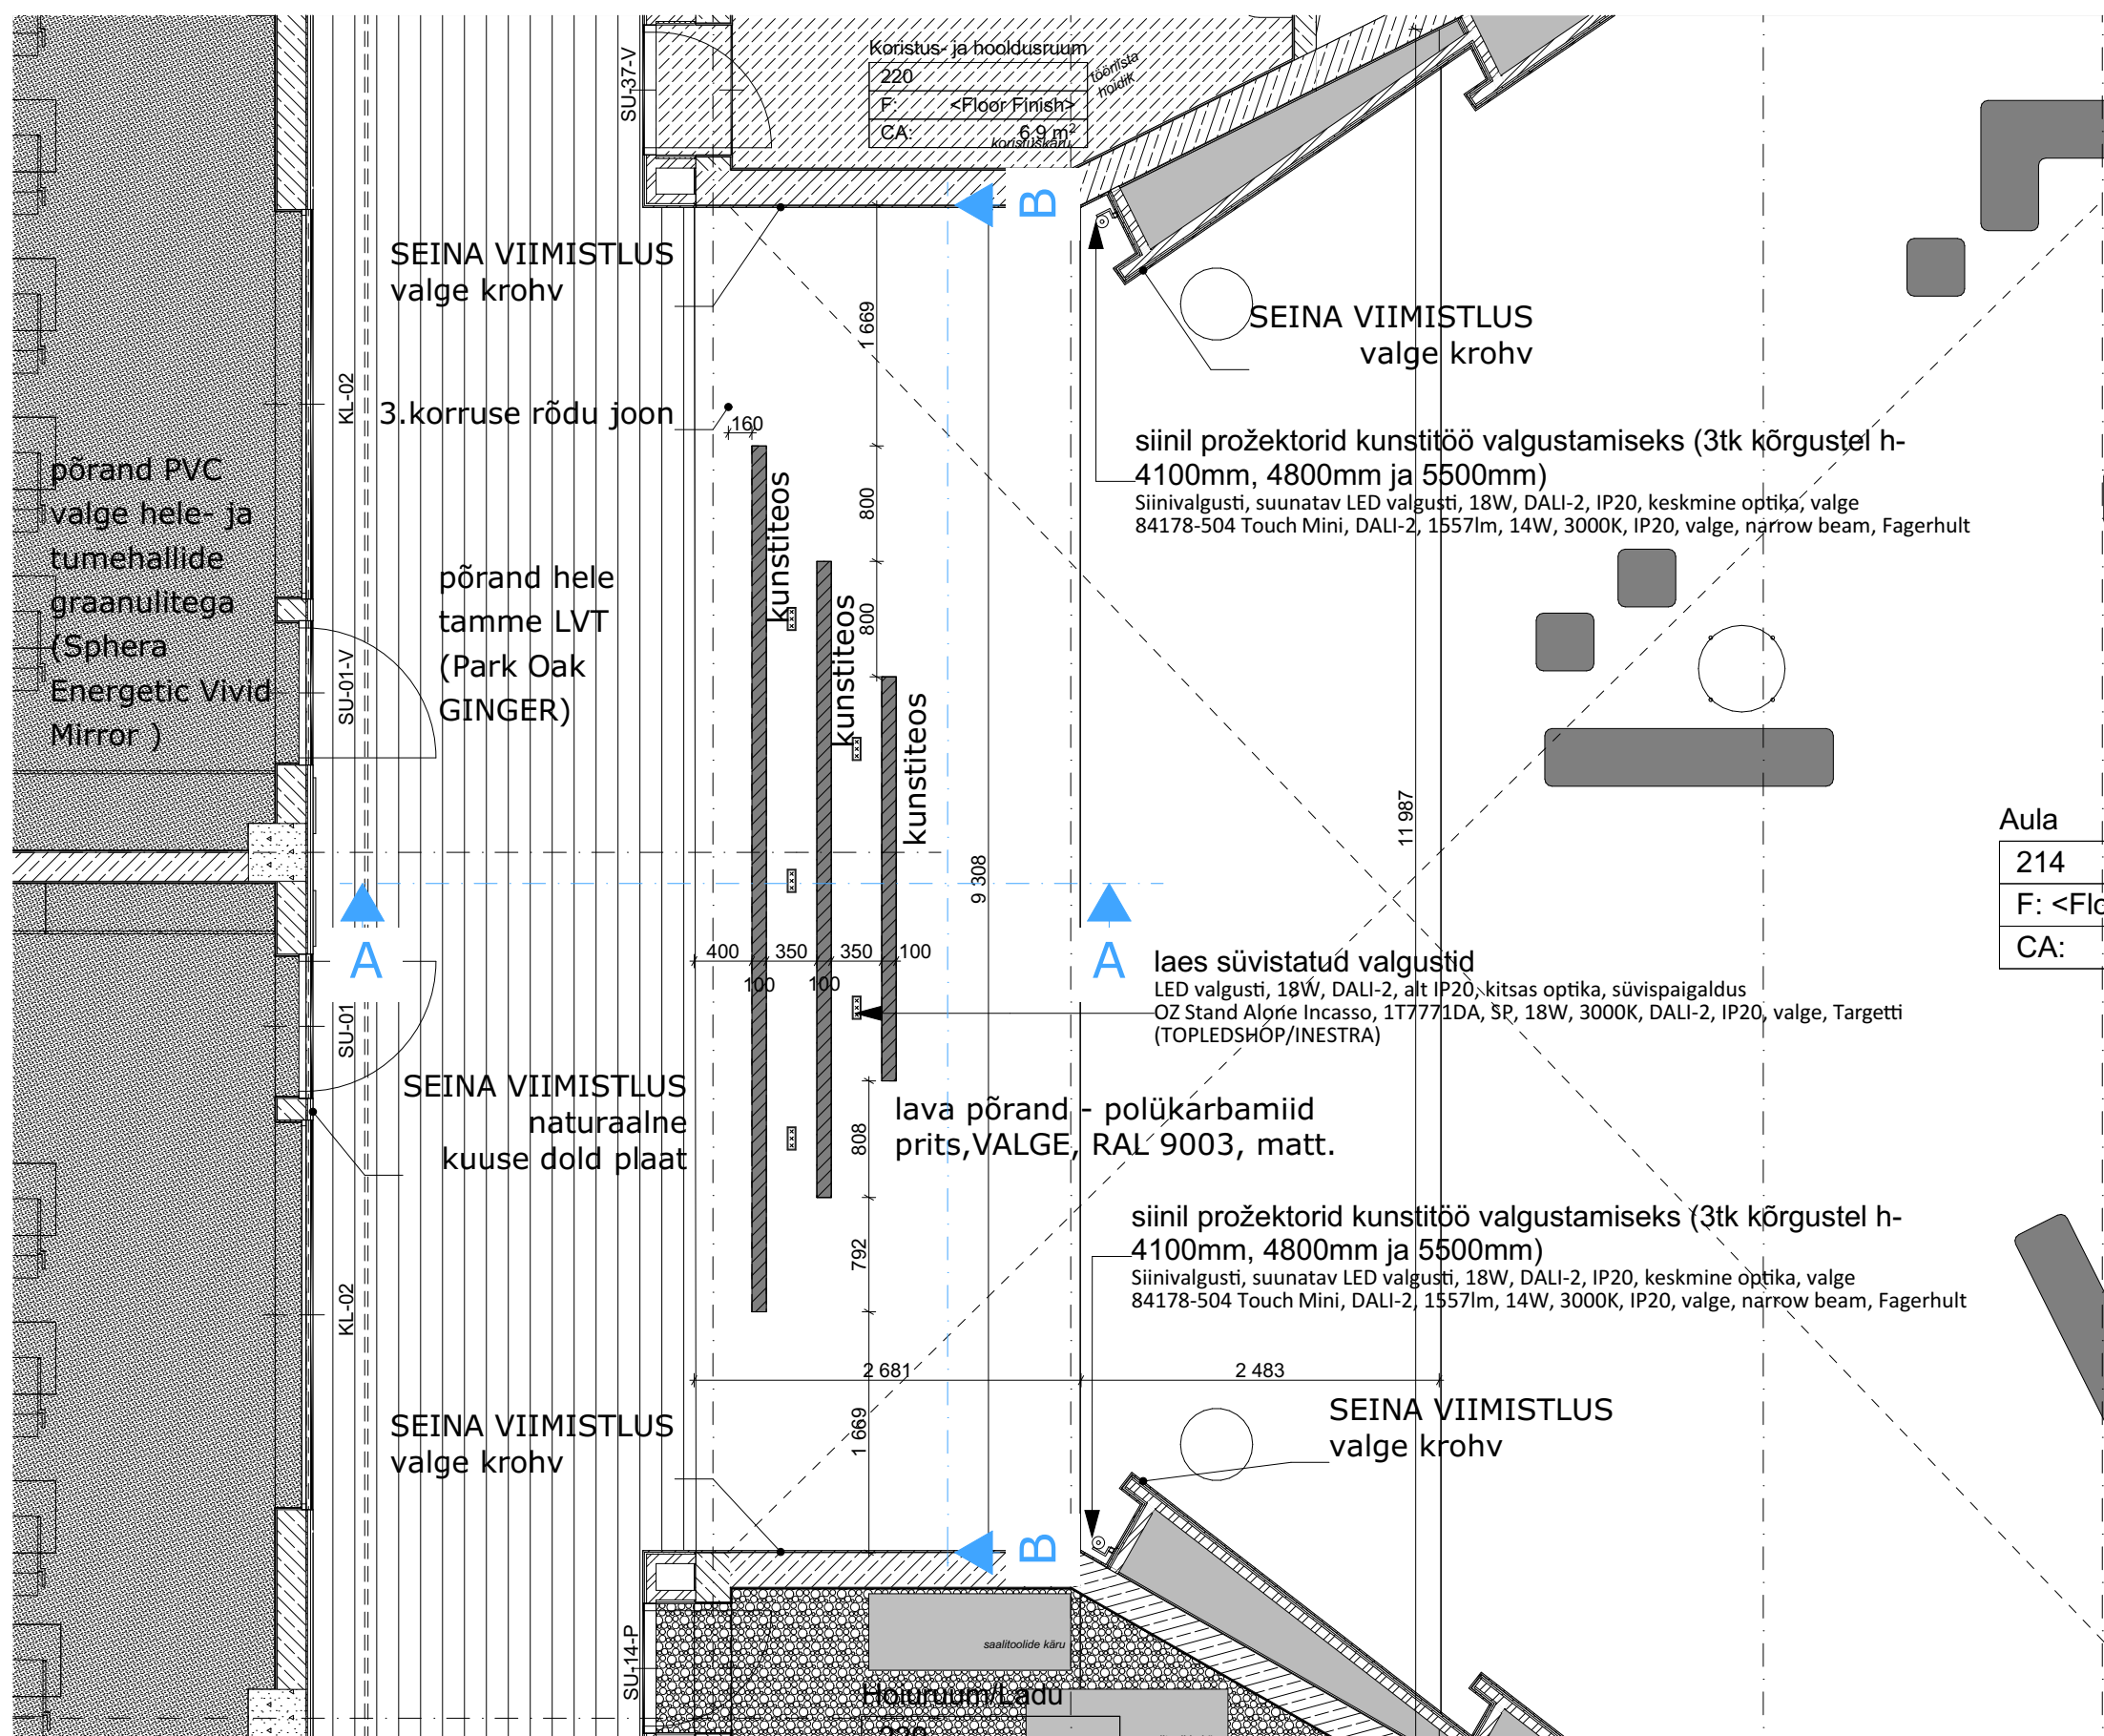 SU-37-V
Koristus- ja hooldusruum
220
F: <Floor Finish>
CA: 6,9 m²
tööriista
hoidik
koristuskäru
B
SEINA VIIMISTLUS
valge krohv
SEINA VIIMISTLUS
valge krohv
1 669
KL-02
3.korruse rõdu joon
160
siinil prožektorid kunstitöö valgustamiseks (3tk kõrgustel h-
4100mm, 4800mm ja 5500mm)
Siinivalgusti, suunatav LED valgusti, 18W, DALI-2, IP20, keskmine optika, valge
84178-504 Touch Mini, DALI-2, 1557lm, 14W, 3000K, IP20, valge, narrow beam, Fagerhult
põrand PVC
valge hele- ja
tumehallide
graanulitega
(Sphera
Energetic Vivid
Mirror )
põrand hele
tamme LVT
(Park Oak
GINGER)
kunstiteos
kunstiteos
kunstiteos
800
800
SU-01-V
11 987
9 308
Aula
214
F: <Flo
CA:
A
A
400
350
350
100
100
100
SU-01
laes süvistatud valgustid
LED valgusti, 18W, DALI-2, alt IP20, kitsas optika, süvispaigaldus
OZ Stand Alone Incasso, 1T7771DA, SP, 18W, 3000K, DALI-2, IP20, valge, Targetti
(TOPLEDSHOP/INESTRA)
SEINA VIIMISTLUS
naturaalne
kuuse dold plaat
lava põrand - polükarbamiid
prits,VALGE, RAL 9003, matt.
808
792
siinil prožektorid kunstitöö valgustamiseks (3tk kõrgustel h-
4100mm, 4800mm ja 5500mm)
Siinivalgusti, suunatav LED valgusti, 18W, DALI-2, IP20, keskmine optika, valge
84178-504 Touch Mini, DALI-2, 1557lm, 14W, 3000K, IP20, valge, narrow beam, Fagerhult
KL-02
2 681
2 483
1 669
SEINA VIIMISTLUS
valge krohv
SEINA VIIMISTLUS
valge krohv
B
SU-14-P
saalitoolide käru
Hoiuruum/Ladu